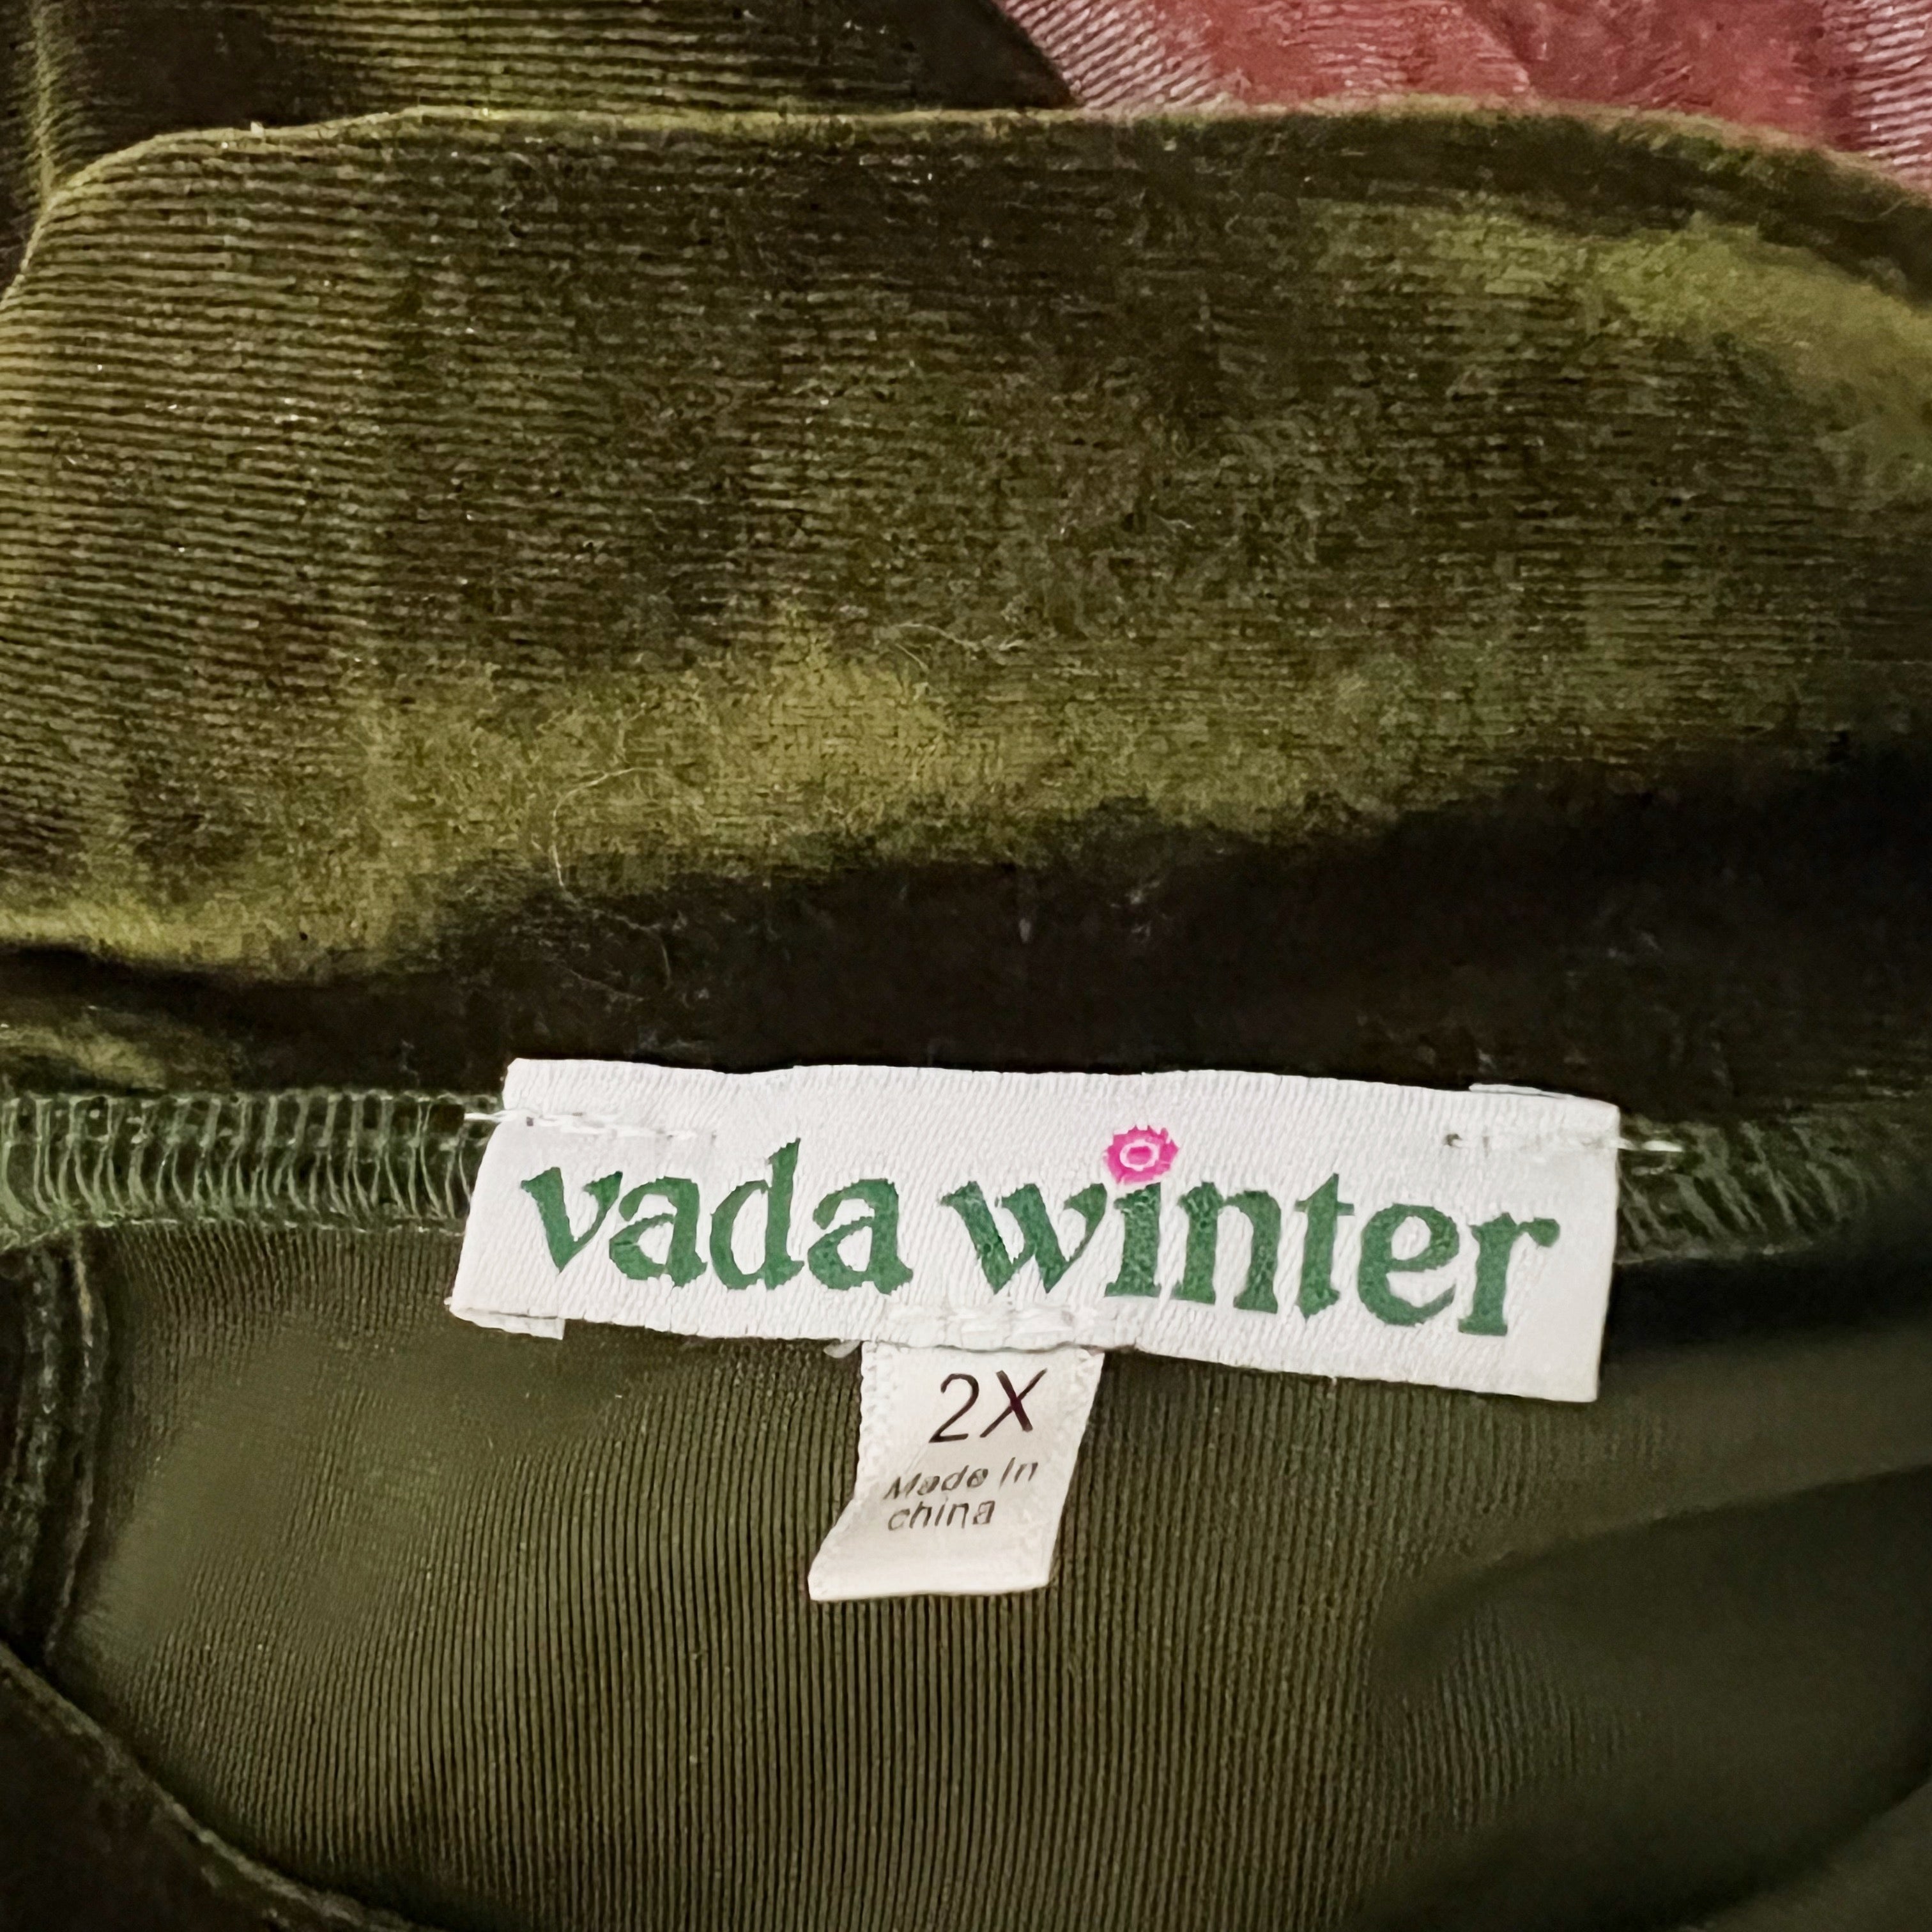 vada winter
2X
Made In
china